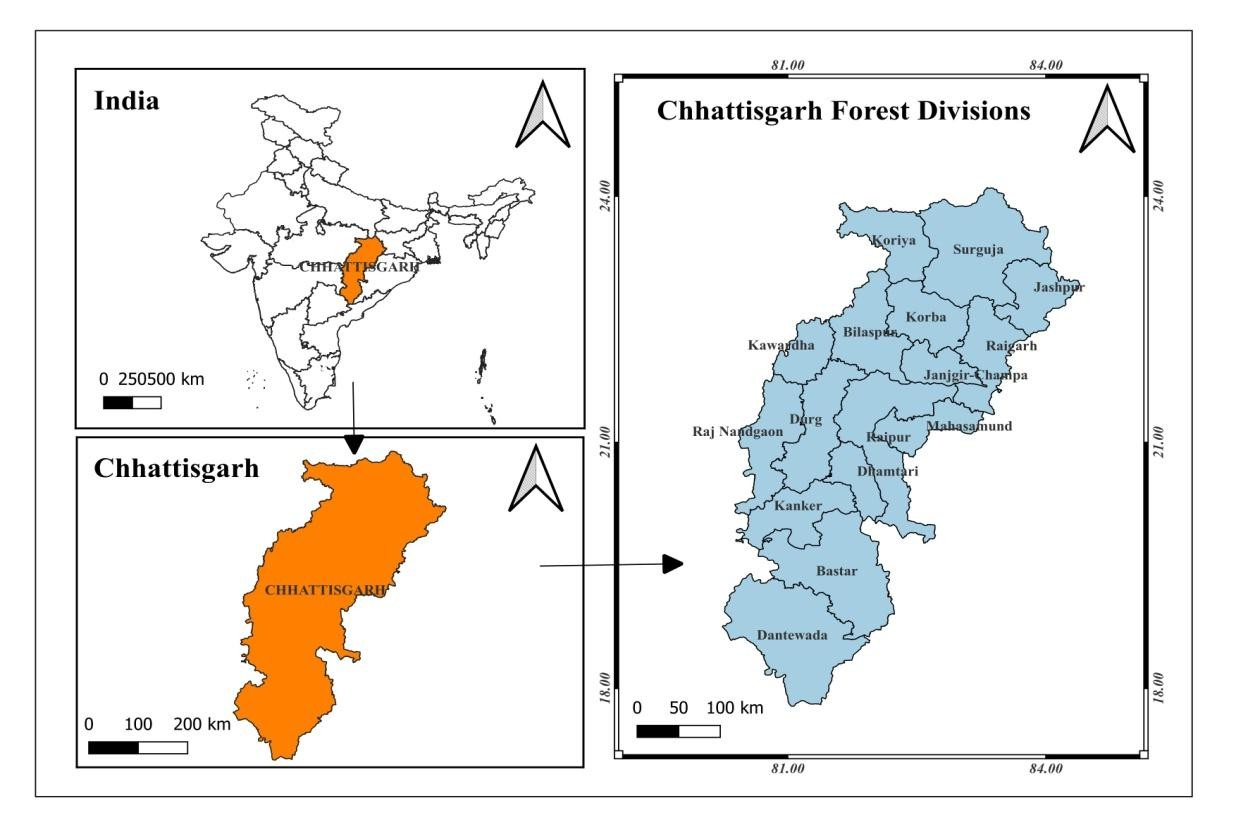 India
CHHATTISGARH
0 250500 km
Chhattisgarh
CHHATTISGARH
0 100 200 km
81.00 84.00
Chhattisgarh Forest Divisions
24.00 24.00
Koriya
Surguja
Jashpur
Korba
Bilaspur
Kawardha
Raigarh
Janjgir-Champa
Durg
Mahasamund
Raj Nandgaon
Raipur
21.00 21.00
Dhamtari
Kanker
Bastar
Dantewada
18.00 18.00
0 50 100 km
81.00 84.00